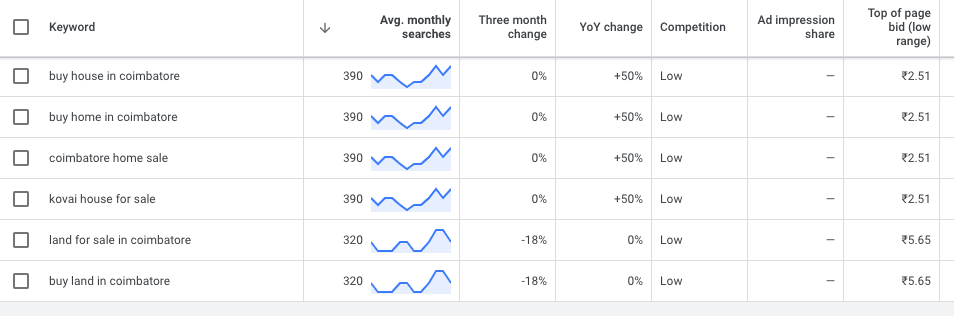 Keyword Avg. monthly searches Three month change YoY change Competition Ad impression share Top of page bid (low range)
buy house in coimbatore 390 0% +50% Low – ₹2.51
buy home in coimbatore 390 0% +50% Low – ₹2.51
coimbatore home sale 390 0% +50% Low – ₹2.51
kovai house for sale 390 0% +50% Low – ₹2.51
land for sale in coimbatore 320 -18% 0% Low – ₹5.65
buy land in coimbatore 320 -18% 0% Low – ₹5.65